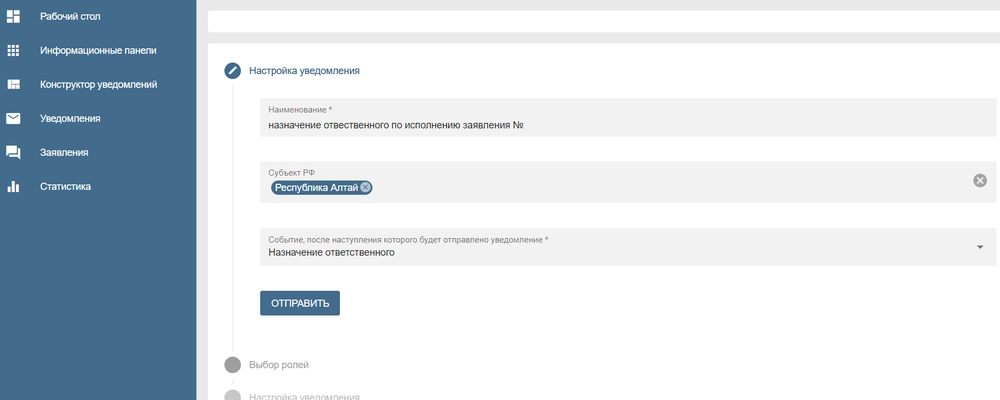 Рабочий стол
Информационные панели
Конструктор уведомлений
Уведомления
Заявления
Статистика
Настройка уведомления
Наименование *
назначение отвественного по исполнению заявления №
Субъект РФ
Республика Алтай
Событие, после наступления которого будет отправлено уведомление *
Назначение ответственного
ОТПРАВИТЬ
Выбор ролей
Настройка уведомления